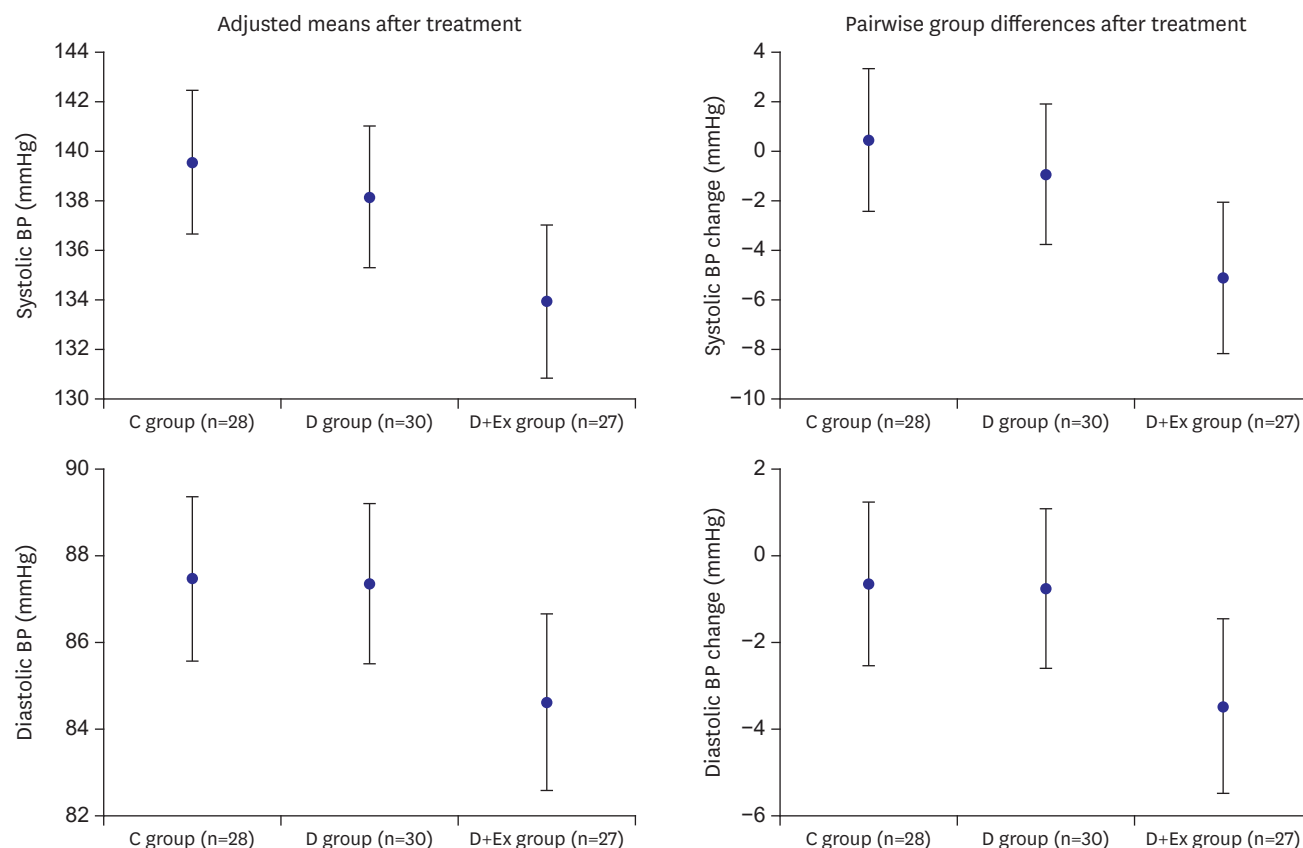 Adjusted means after treatment
Systolic BP (mmHg)
144
142
140
138
136
134
132
130
C group (n=28)
D group (n=30)
D+Ex group (n=27)
Pairwise group differences after treatment
Systolic BP change (mmHg)
4
2
0
−2
−4
−6
−8
−10
C group (n=28)
D group (n=30)
D+Ex group (n=27)
Diastolic BP (mmHg)
90
88
86
84
82
C group (n=28)
D group (n=30)
D+Ex group (n=27)
Diastolic BP change (mmHg)
2
0
−2
−4
−6
C group (n=28)
D group (n=30)
D+Ex group (n=27)